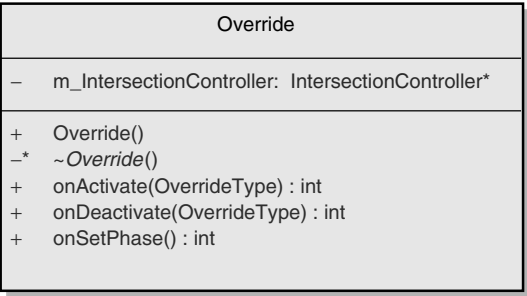 Override
– m_IntersectionController: IntersectionController*
+ Override()
–* ~Override()
+ onActivate(OverrideType) : int
+ onDeactivate(OverrideType) : int
+ onSetPhase() : int